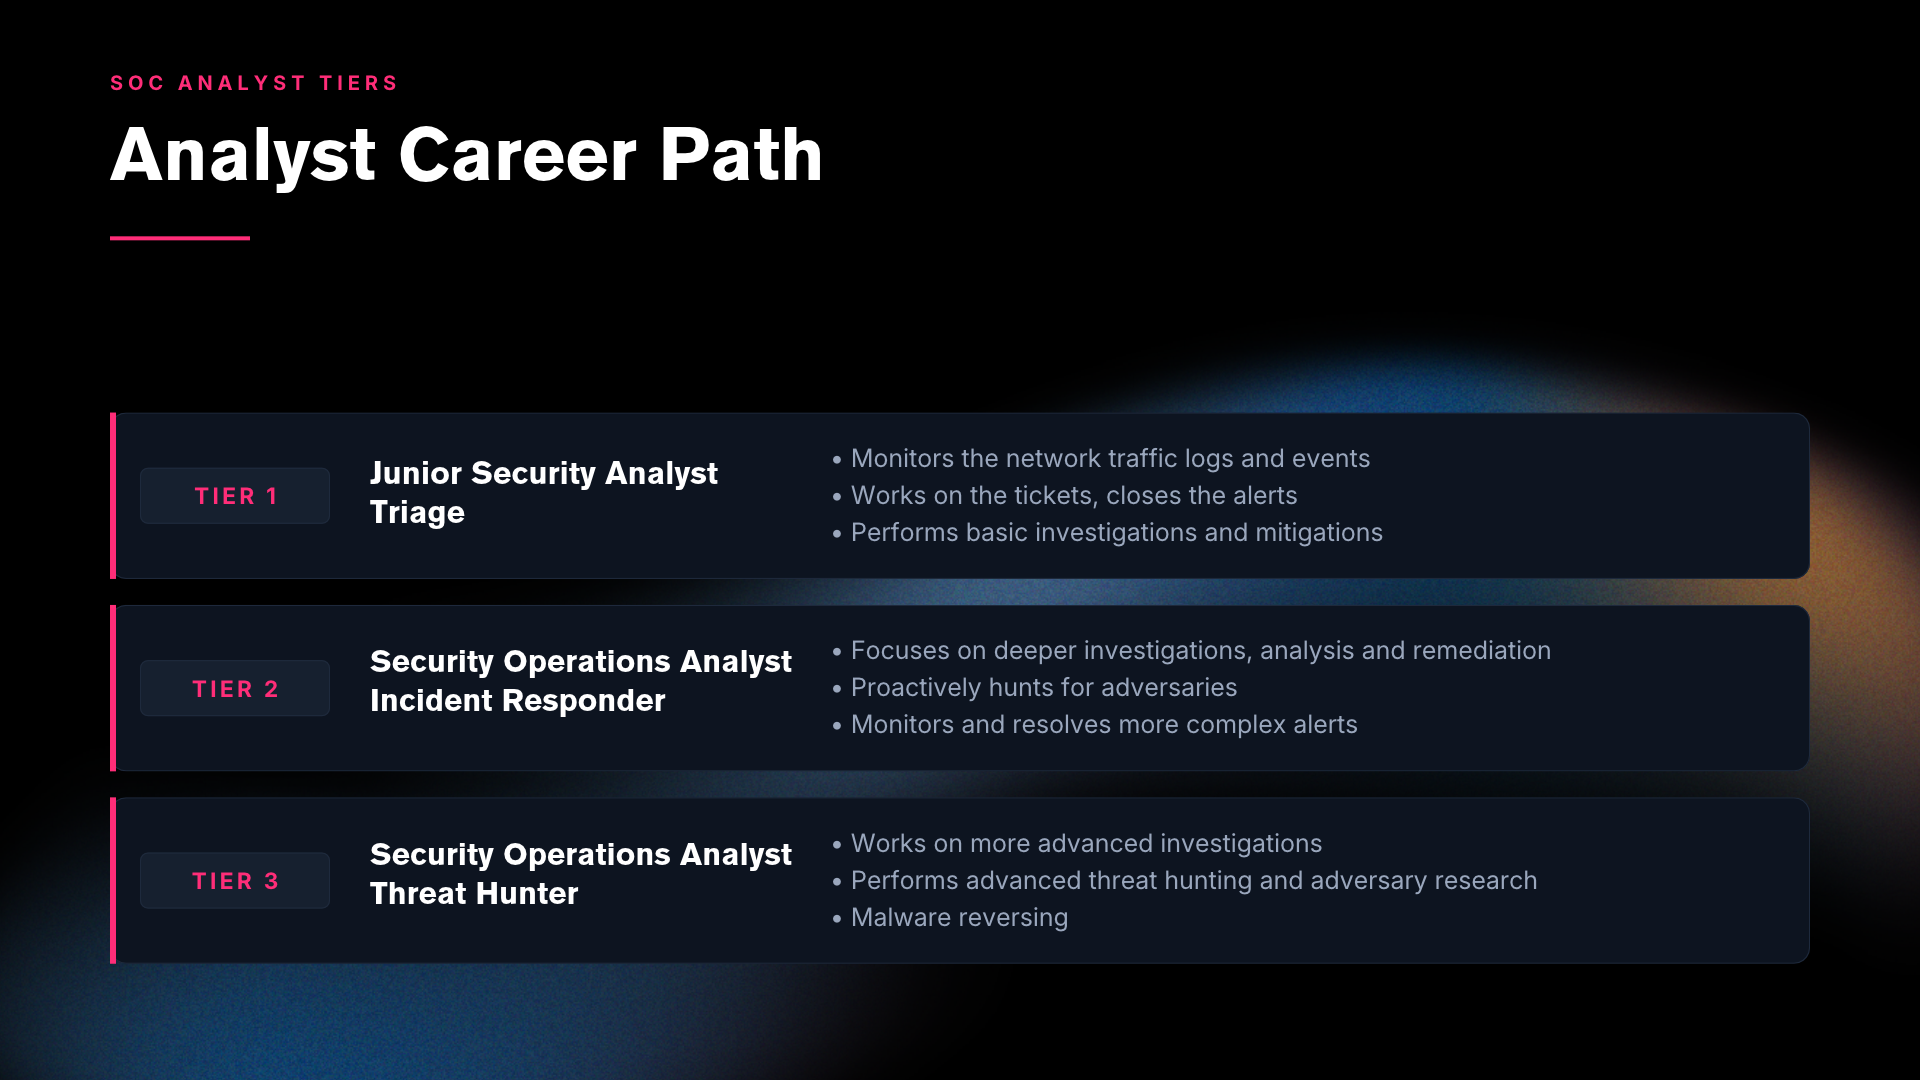 SOC ANALYST TIERS
Analyst Career Path
TIER 1
Junior Security Analyst
Triage
• Monitors the network traffic logs and events
• Works on the tickets, closes the alerts
• Performs basic investigations and mitigations
TIER 2
Security Operations Analyst
Incident Responder
• Focuses on deeper investigations, analysis and remediation
• Proactively hunts for adversaries
• Monitors and resolves more complex alerts
TIER 3
Security Operations Analyst
Threat Hunter
• Works on more advanced investigations
• Performs advanced threat hunting and adversary research
• Malware reversing